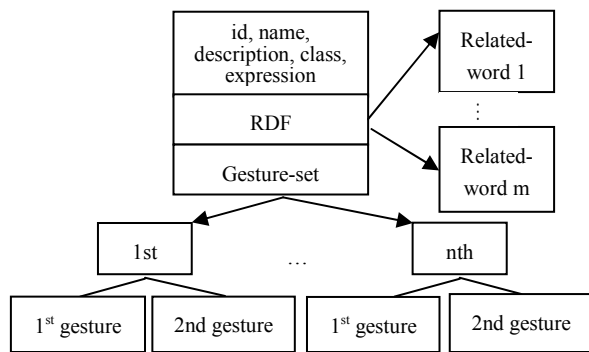 id, name,
description, class,
expression
RDF
Gesture-set
Related-
word 1
⋮
Related-
word m
1st
...
nth
1st gesture
2nd gesture
1st gesture
2nd gesture